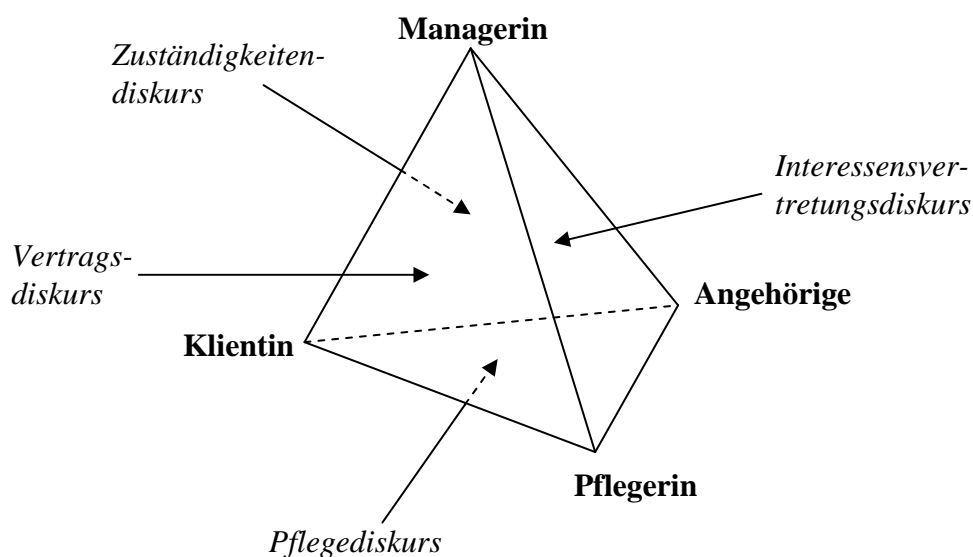 Managerin
Zuständigkeiten-
diskurs
Interessensver-
tretungsdiskurs
Vertrags-
diskurs
Angehörige
Klientin
Pflegerin
Pflegediskurs